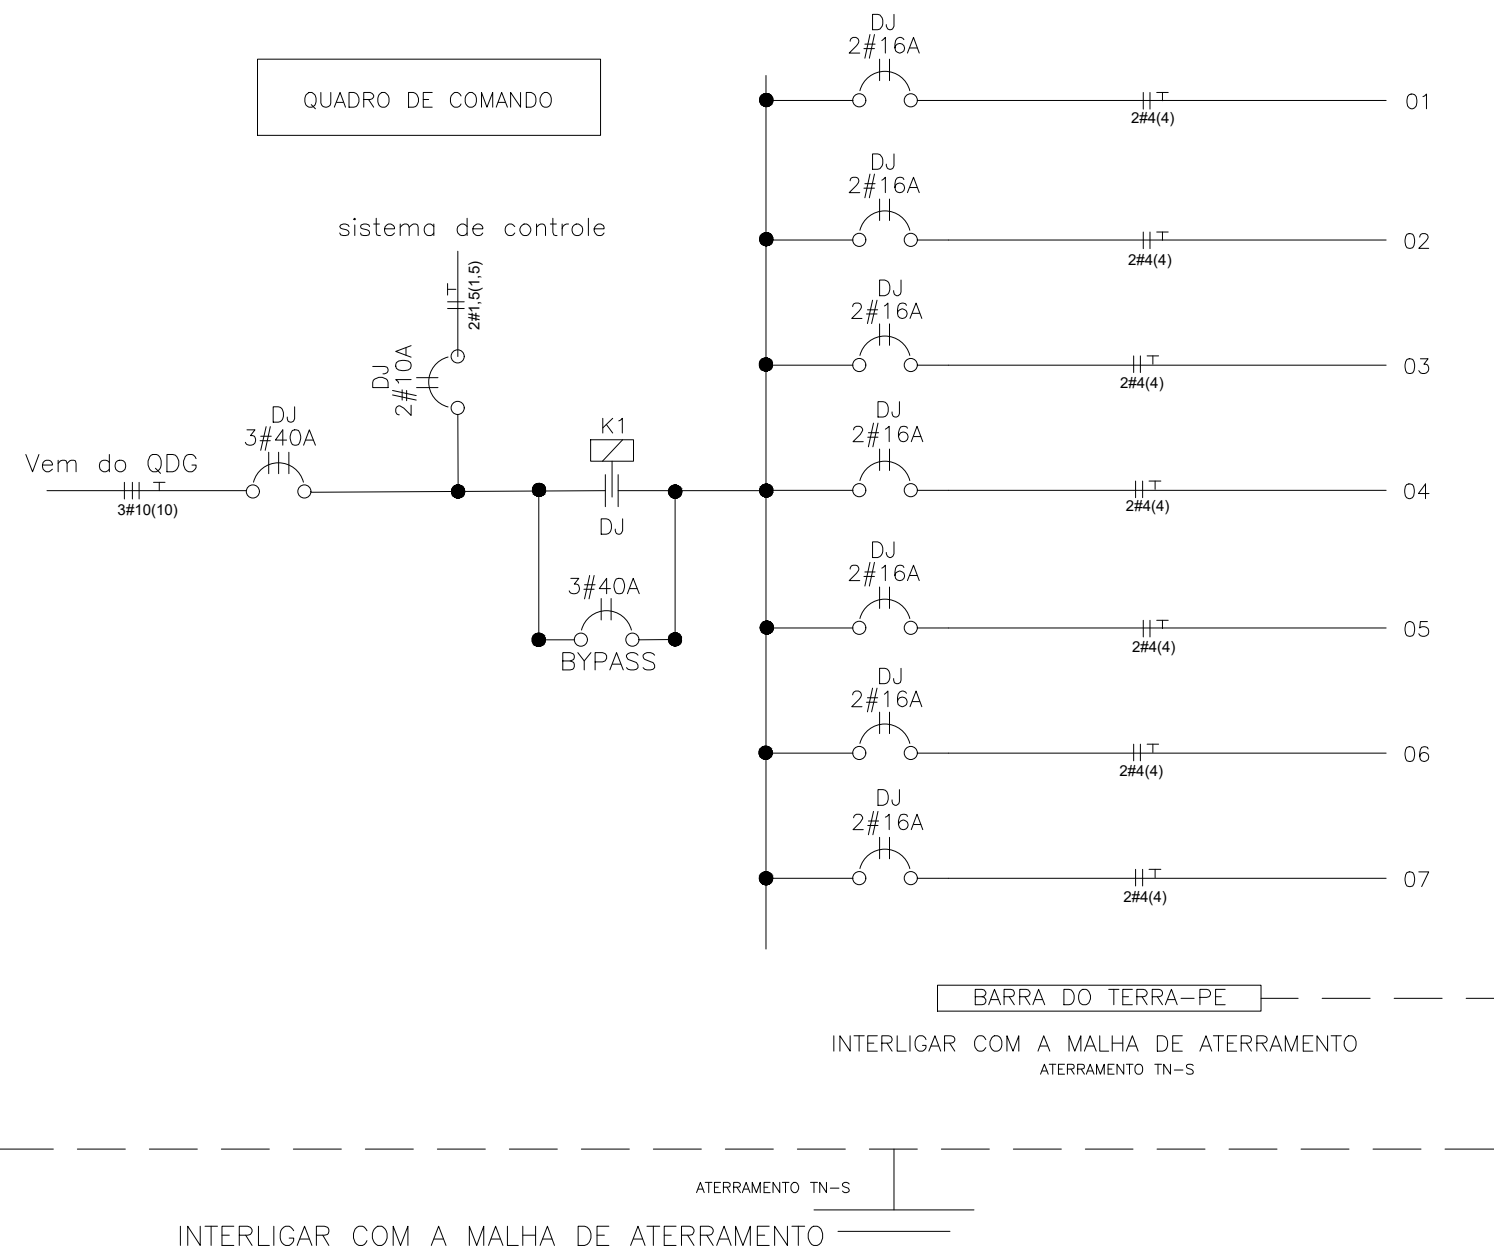 QUADRO DE COMANDO
sistema de controle
2#1,5(1,5)
DJ
2#10A
Vem do QDG
3#10(10)
DJ
3#40A
K1
DJ
3#40A
BYPASS
DJ
2#16A
2#4(4)
01
DJ
2#16A
2#4(4)
02
DJ
2#16A
2#4(4)
03
DJ
2#16A
2#4(4)
04
DJ
2#16A
2#4(4)
05
DJ
2#16A
2#4(4)
06
DJ
2#16A
2#4(4)
07
BARRA DO TERRA-PE
INTERLIGAR COM A MALHA DE ATERRAMENTO
ATERRAMENTO TN-S
ATERRAMENTO TN-S
INTERLIGAR COM A MALHA DE ATERRAMENTO